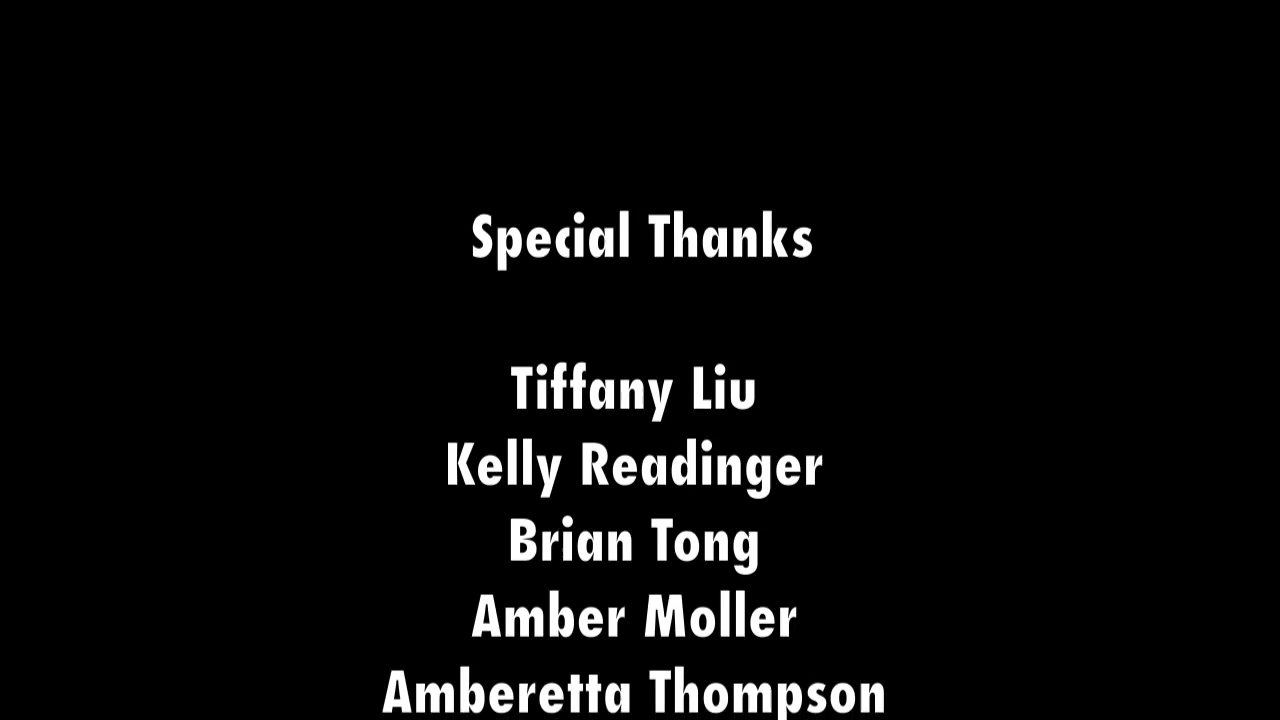 Special Thanks
Tiffany Liu
Kelly Readinger
Brian Tong
Amber Moller
Amberetta Thompson